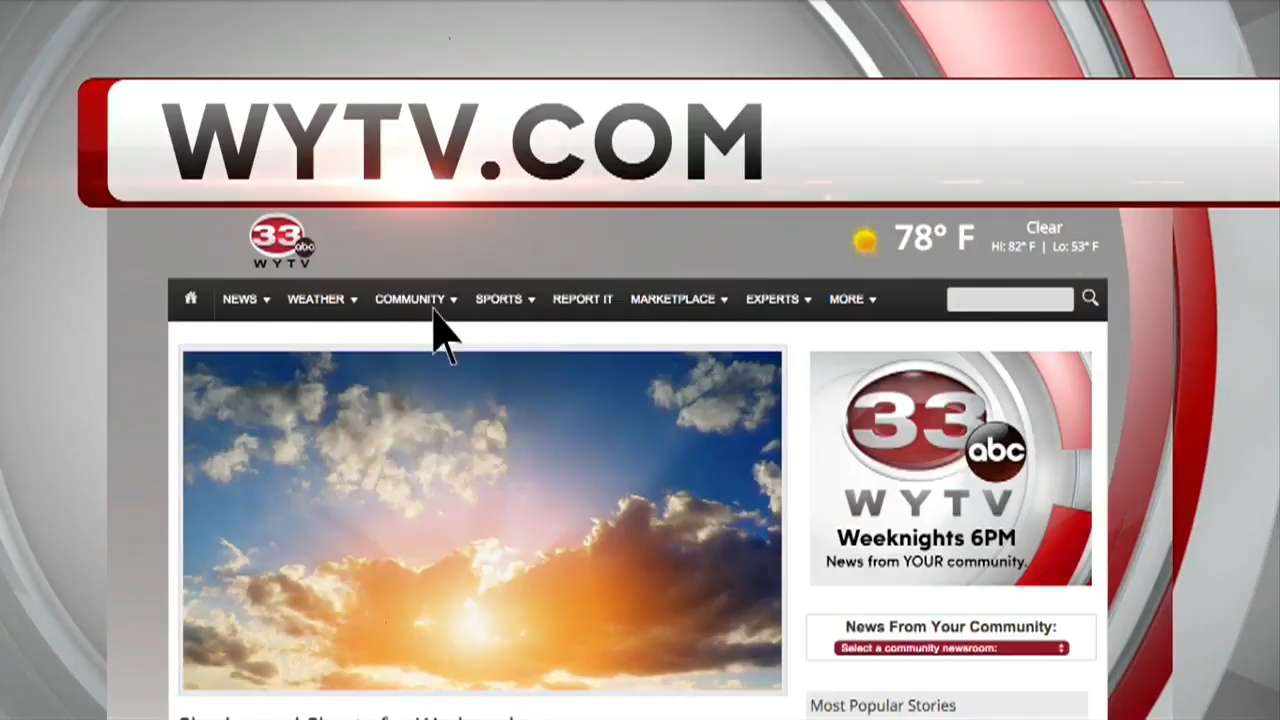 WYTV.COM
33
abc
WYTV
78° F
Clear
Hi: 82° F | Lo: 53° F
NEWS WEATHER COMMUNITY SPORTS REPORT IT MARKETPLACE EXPERTS MORE
33
abc
WYTV
Weeknights 6PM
News from YOUR community.
News From Your Community:
Select a community newsroom:
Most Popular Stories